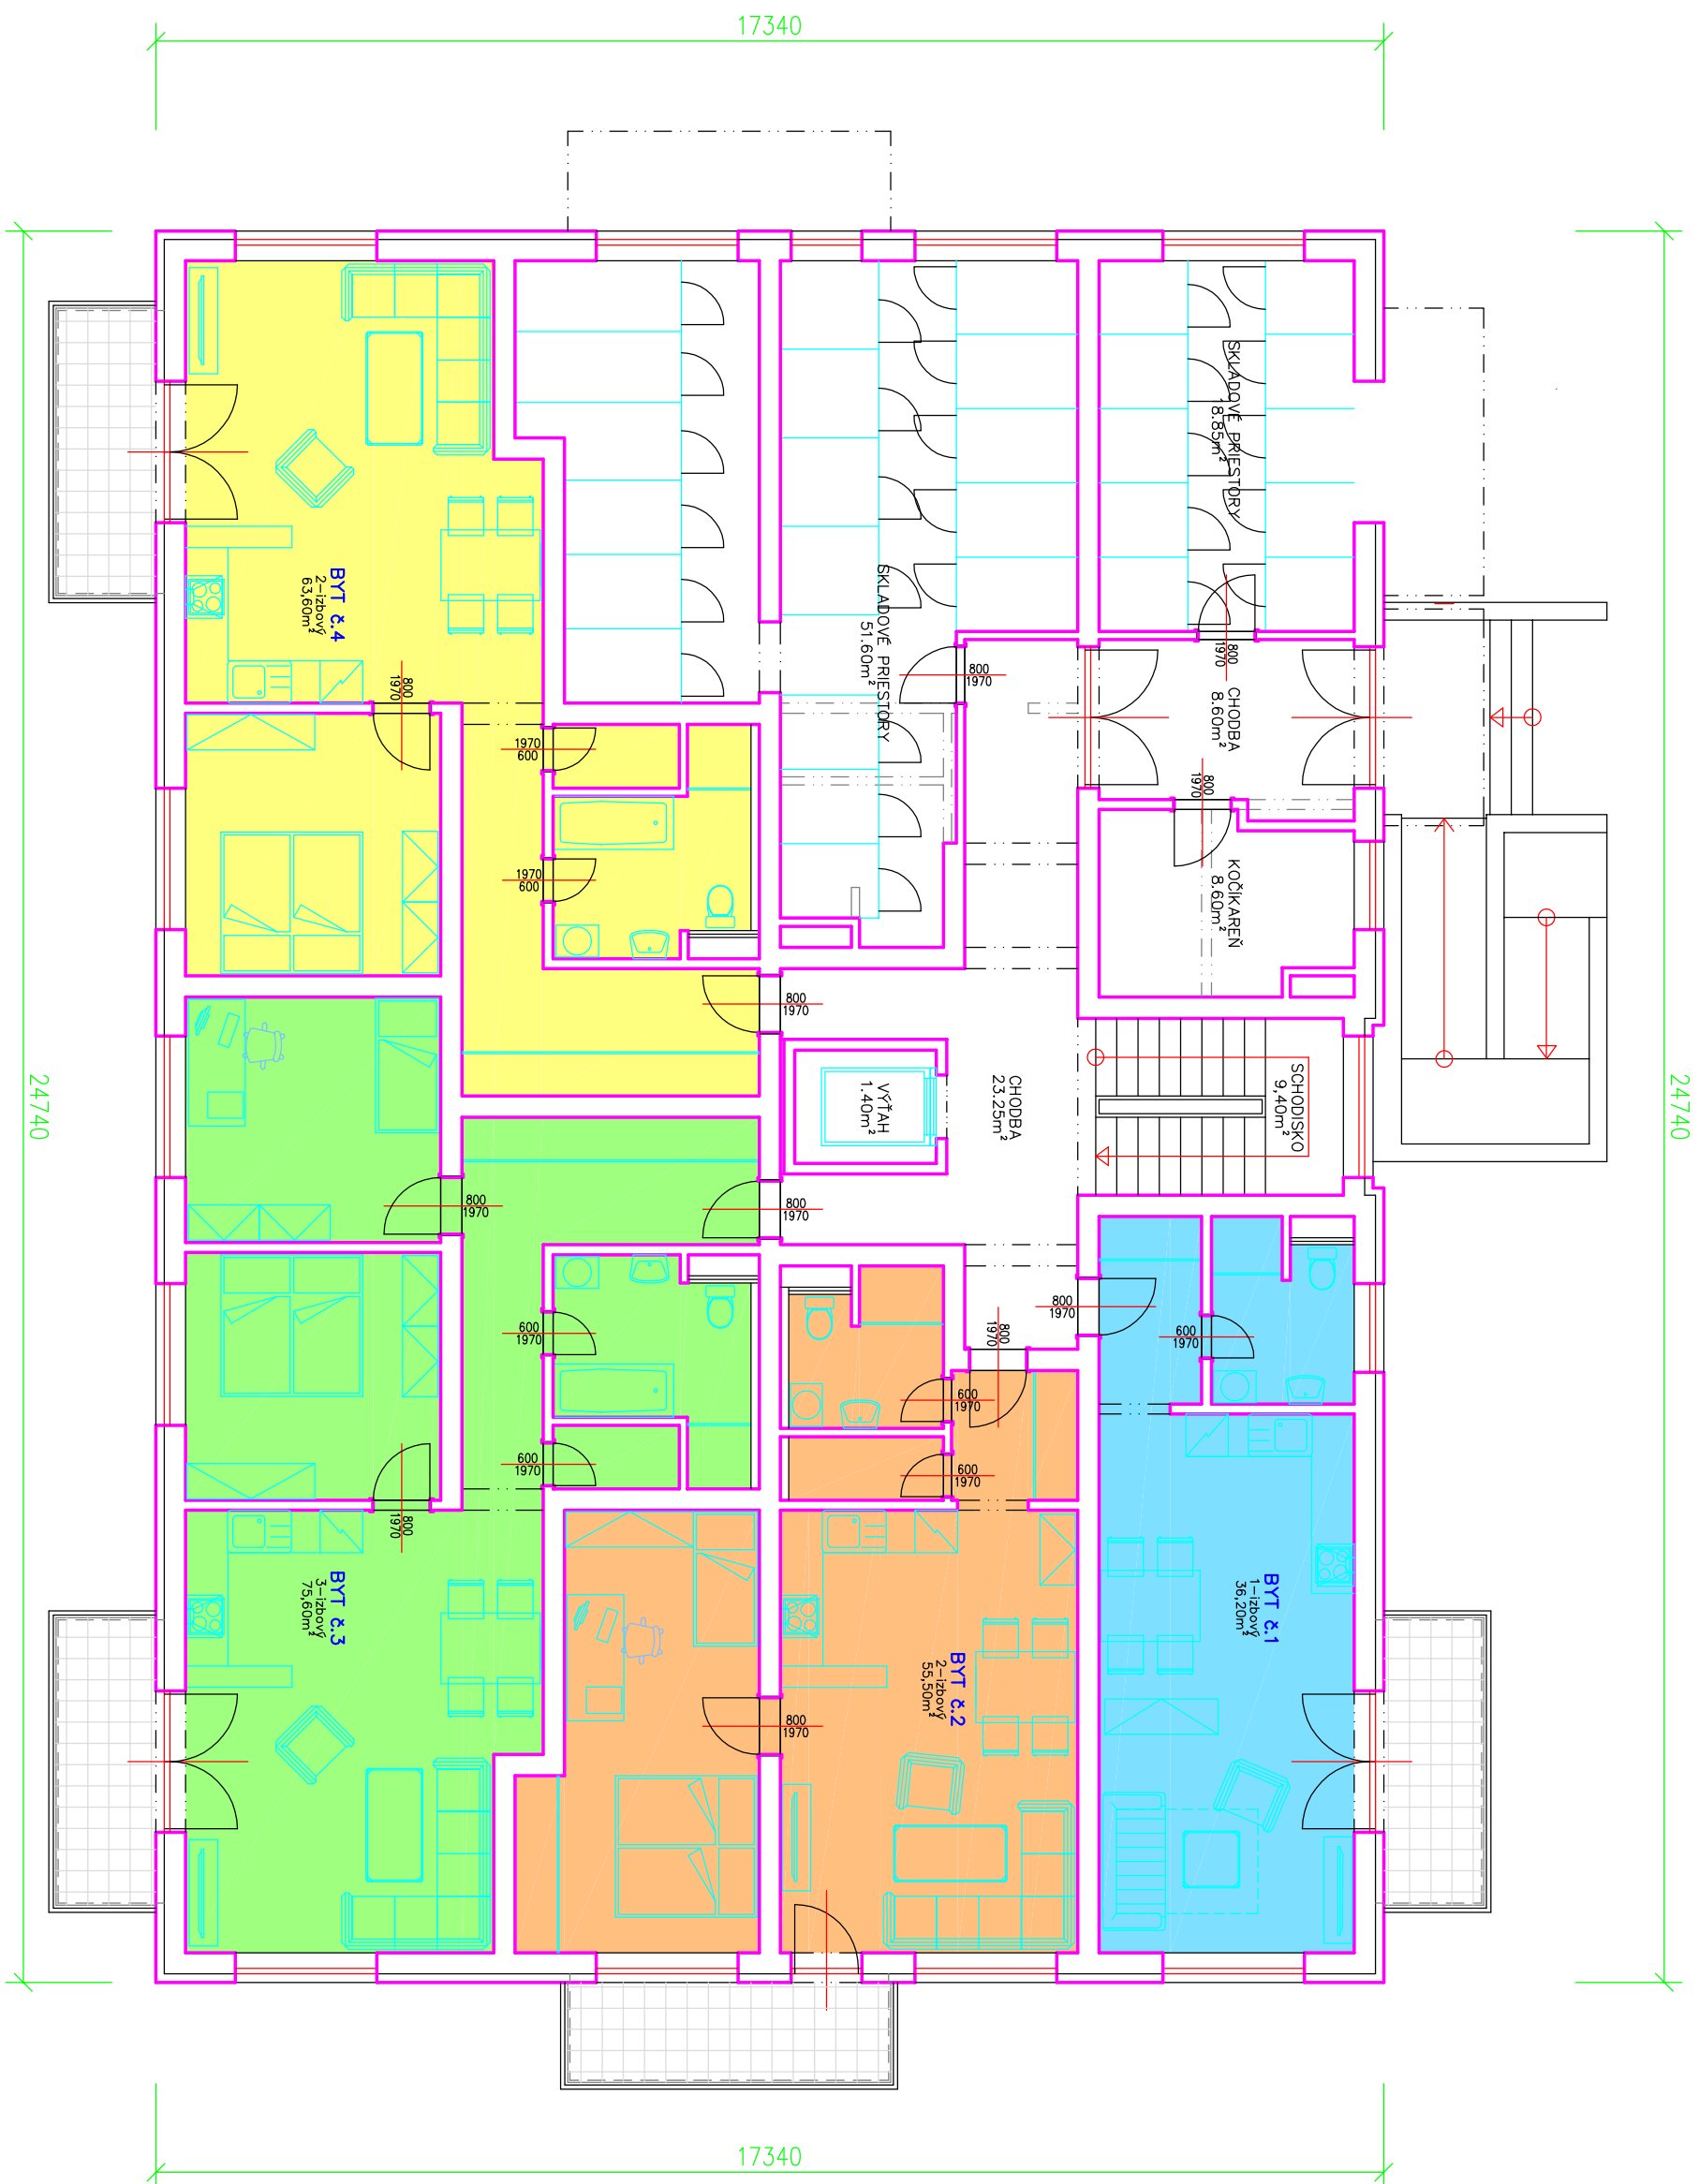 17340
24740
24740
17340
SKLADOVÉ PRIESTORY
18.85m²
SKLADOVÉ PRIESTORY
51.60m²
CHODBA
8.60m²
KOČÍKAREŇ
8.60m²
SCHODISKO
9,40m²
CHODBA
23.25m²
VÝŤAH
1.40m²
BYT č.4
2-izbový
63,60m²
BYT č.3
3-izbový
75,60m²
BYT č.2
2-izbový
55,50m²
BYT č.1
1-izbový
36,20m²
800
1970
800
1970
800
1970
800
1970
1970
600
1970
600
800
1970
800
1970
800
1970
800
1970
800
1970
600
1970
600
1970
600
1970
600
1970
600
1970
800
1970
800
1970